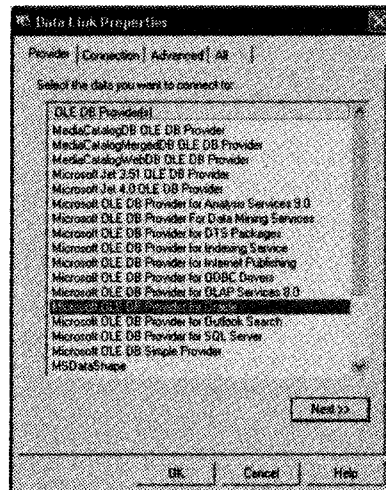 Data Link Properties
Provider Connection Advanced All
Select the data you want to connect to:
OLE DB Provider(s)
MediaCatalogDB OLE DB Provider
MediaCatalogMergedDB OLE DB Provider
MediaCatalogWebDB OLE DB Provider
Microsoft Jet 3.51 OLE DB Provider
Microsoft Jet 4.0 OLE DB Provider
Microsoft OLE DB Provider for Analysis Services 9.0
Microsoft OLE DB Provider For Data Mining Services
Microsoft OLE DB Provider for DTS Packages
Microsoft OLE DB Provider for Indexing Service
Microsoft OLE DB Provider for Internet Publishing
Microsoft OLE DB Provider for ODBC Drivers
Microsoft OLE DB Provider for OLAP Services 8.0
Microsoft OLE DB Provider for
Microsoft OLE DB Provider for Outlook Search
Microsoft OLE DB Provider for SQL Server
Microsoft OLE DB Simple Provider
MSDataShape
Next >>
OK Cancel Help